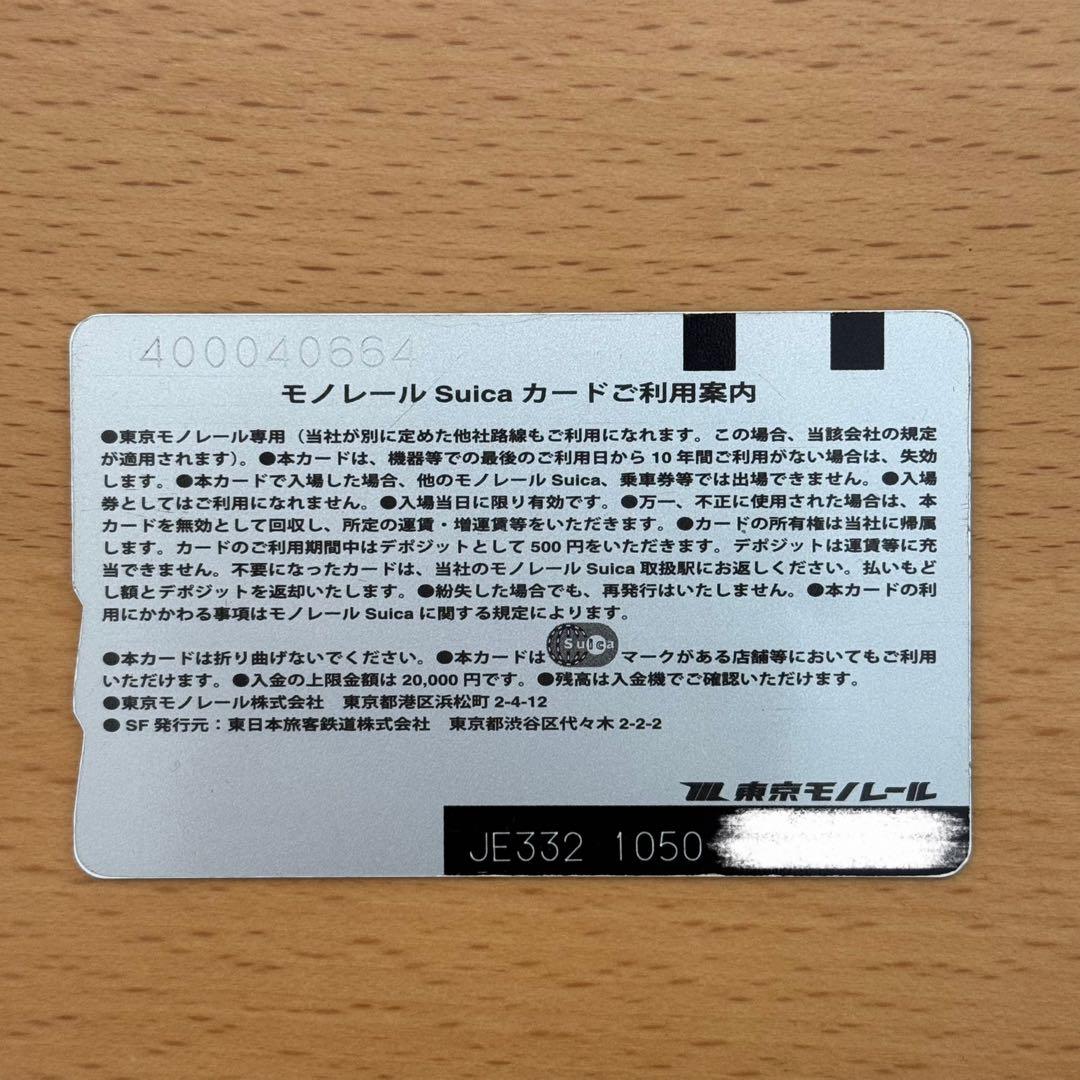 400040664
モノレール Suica カードご利用案内
●東京モノレール専用（当社が別に定めた他社路線もご利用になれます。この場合、当該会社の規定
が適用されます）。●本カードは、機器等での最後のご利用日から 10 年間ご利用がない場合は、失効
します。●本カードで入場した場合、他のモノレール Suica、乗車券等では出場できません。●入場
券としてはご利用になれません。●入場当日に限り有効です。●万一、不正に使用された場合は、本
カードを無効として回収し、所定の運賃・増運賃等をいただきます。●カードの所有権は当社に帰属
します。カードのご利用期間中はデポジットとして 500 円をいただきます。デポジットは運賃等に充
当できません。不要になったカードは、当社のモノレール Suica 取扱駅にお返しください。払いもど
し額とデポジットを返却いたします。●紛失した場合でも、再発行はいたしません。●本カードの利
用にかかわる事項はモノレール Suica に関する規定によります。
●本カードは折り曲げないでください。●本カードは Suica マークがある店舗等においてもご利用
いただけます。●入金の上限金額は 20,000 円です。●残高は入金機でご確認いただけます。
●東京モノレール株式会社　東京都港区浜松町 2-4-12
● SF 発行元：東日本旅客鉄道株式会社　東京都渋谷区代々木 2-2-2
東京モノレール
JE332 1050